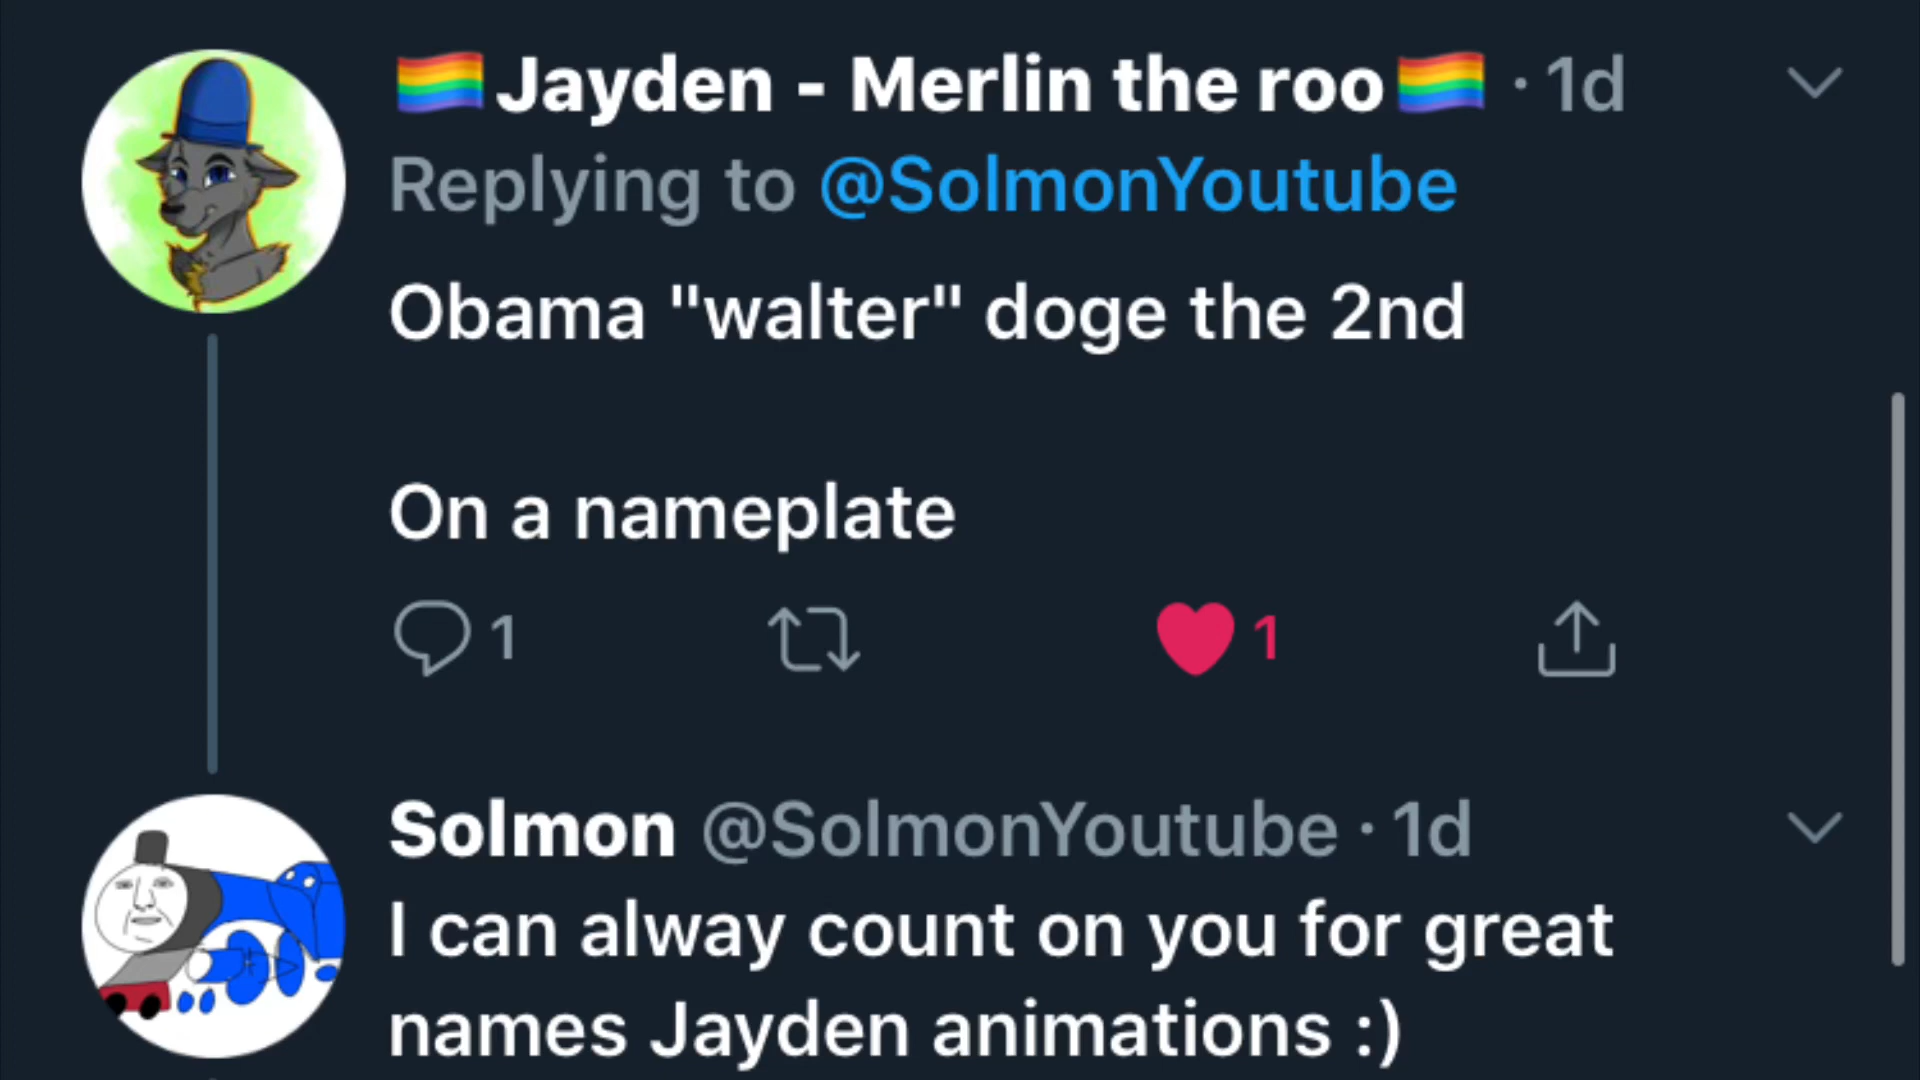 🏳️‍🌈Jayden - Merlin the roo🏳️‍🌈 · 1d
Replying to @SolmonYoutube
Obama "walter" doge the 2nd
On a nameplate
1 1
Solmon @SolmonYoutube · 1d
I can alway count on you for great
names Jayden animations :)